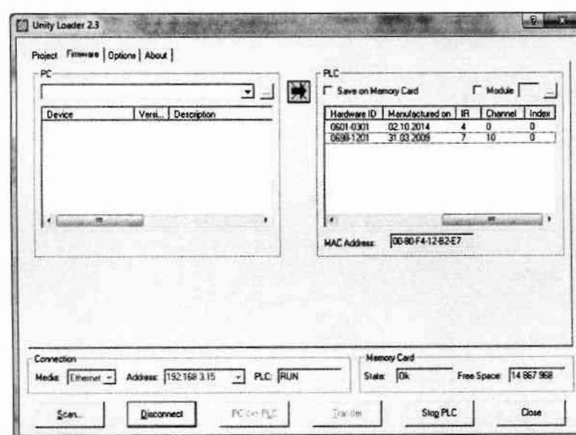 Unity Loader 2.3
Project Firmware Options About
PC
...
Device Versi... Description
PLC
Save on Memory Card Module ...
Hardware ID Manufactured on IR Channel Index
0601-0301 02.10.2014 4 0 0
0698-1201 31.03.2009 7 10 0
MAC Address: 00-80-F4-12-B2-E7
Connection
Media: Ethernet Address: 192.168.3.15 PLC: RUN
Memory Card
State: Ok Free Space: 14 867 968
Scan... Disconnect PC <-> PLC Transfer Stop PLC Close